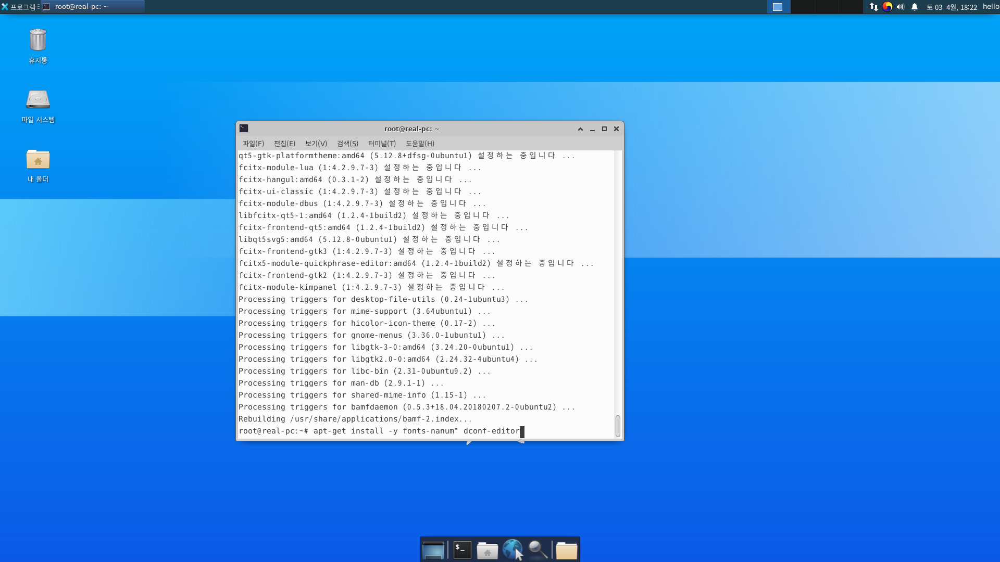 프로그램
root@real-pc: ~
토 03 4월, 18:22
hello
휴지통
파일 시스템
내 폴더
root@real-pc: ~
파일(F) 편집(E) 보기(V) 검색(S) 터미널(T) 도움말(H)
qt5-gtk-platformtheme:amd64 (5.12.8+dfsg-0ubuntu1) 설정하는 중입니다 ...
fcitx-module-lua (1:4.2.9.7-3) 설정하는 중입니다 ...
fcitx-hangul:amd64 (0.3.1-2) 설정하는 중입니다 ...
fcitx-ui-classic (1:4.2.9.7-3) 설정하는 중입니다 ...
fcitx-module-dbus (1:4.2.9.7-3) 설정하는 중입니다 ...
libfcitx-qt5-1:amd64 (1.2.4-1build2) 설정하는 중입니다 ...
fcitx-frontend-qt5:amd64 (1.2.4-1build2) 설정하는 중입니다 ...
libqt5svg5:amd64 (5.12.8-0ubuntu1) 설정하는 중입니다 ...
fcitx-frontend-gtk3 (1:4.2.9.7-3) 설정하는 중입니다 ...
fcitx5-module-quickphrase-editor:amd64 (1.2.4-1build2) 설정하는 중입니다 ...
fcitx-frontend-gtk2 (1:4.2.9.7-3) 설정하는 중입니다 ...
fcitx-module-kimpanel (1:4.2.9.7-3) 설정하는 중입니다 ...
Processing triggers for desktop-file-utils (0.24-1ubuntu3) ...
Processing triggers for mime-support (3.64ubuntu1) ...
Processing triggers for hicolor-icon-theme (0.17-2) ...
Processing triggers for gnome-menus (3.36.0-1ubuntu1) ...
Processing triggers for libgtk-3-0:amd64 (3.24.20-0ubuntu1) ...
Processing triggers for libgtk2.0-0:amd64 (2.24.32-4ubuntu4) ...
Processing triggers for libc-bin (2.31-0ubuntu9.2) ...
Processing triggers for man-db (2.9.1-1) ...
Processing triggers for shared-mime-info (1.15-1) ...
Processing triggers for bamfdaemon (0.5.3+18.04.20180207.2-0ubuntu2) ...
Rebuilding /usr/share/applications/bamf-2.index...
root@real-pc:~# apt-get install -y fonts-nanum* dconf-editor
$_